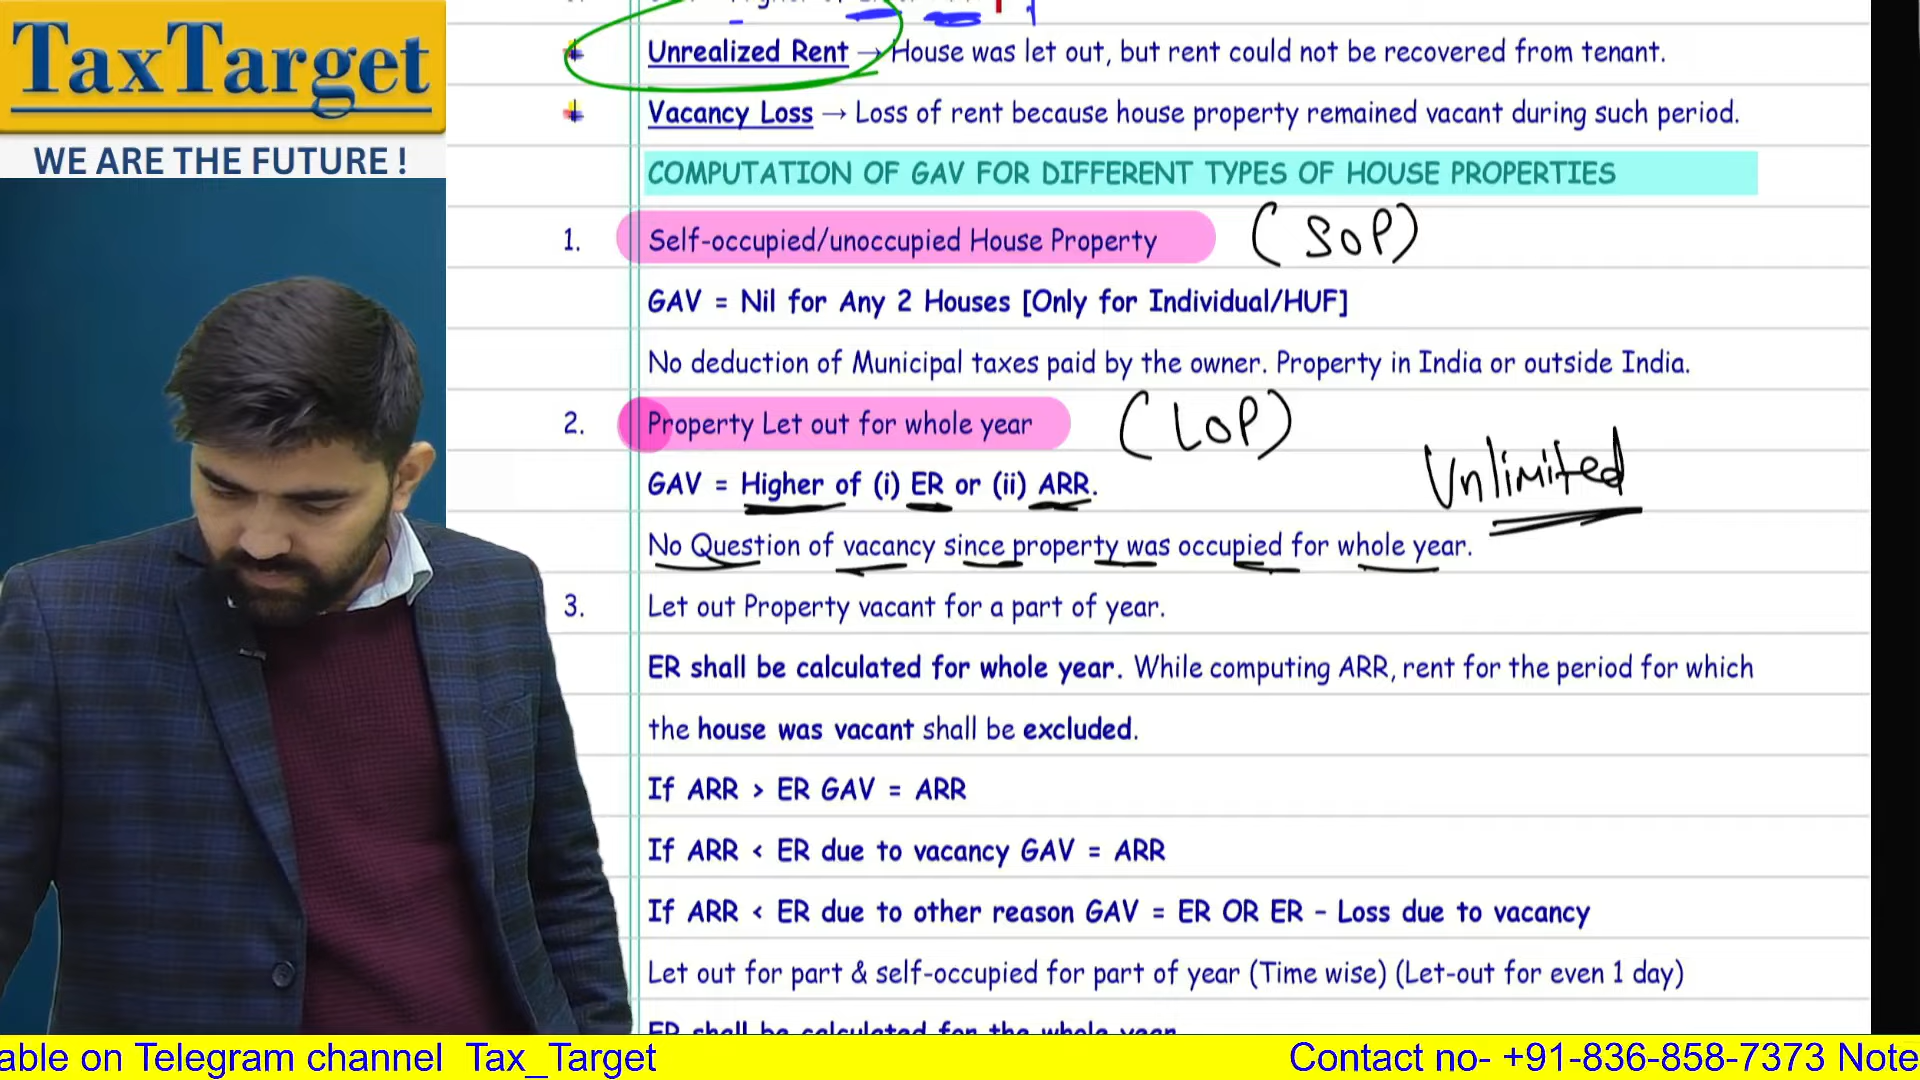 TaxTarget
WE ARE THE FUTURE !
Unrealized Rent → House was let out, but rent could not be recovered from tenant.
Vacancy Loss → Loss of rent because house property remained vacant during such period.
COMPUTATION OF GAV FOR DIFFERENT TYPES OF HOUSE PROPERTIES
1. Self-occupied/unoccupied House Property (SOP)
GAV = Nil for Any 2 Houses [Only for Individual/HUF]
No deduction of Municipal taxes paid by the owner. Property in India or outside India.
2. Property Let out for whole year (LOP)
Unlimited
GAV = Higher of (i) ER or (ii) ARR.
No Question of vacancy since property was occupied for whole year.
3. Let out Property vacant for a part of year.
ER shall be calculated for whole year. While computing ARR, rent for the period for which
the house was vacant shall be excluded.
If ARR > ER GAV = ARR
If ARR < ER due to vacancy GAV = ARR
If ARR < ER due to other reason GAV = ER OR ER - Loss due to vacancy
Let out for part & self-occupied for part of year (Time wise) (Let-out for even 1 day)
ER shall be calculated for the whole year
able on Telegram channel Tax_Target Contact no- +91-836-858-7373 Note